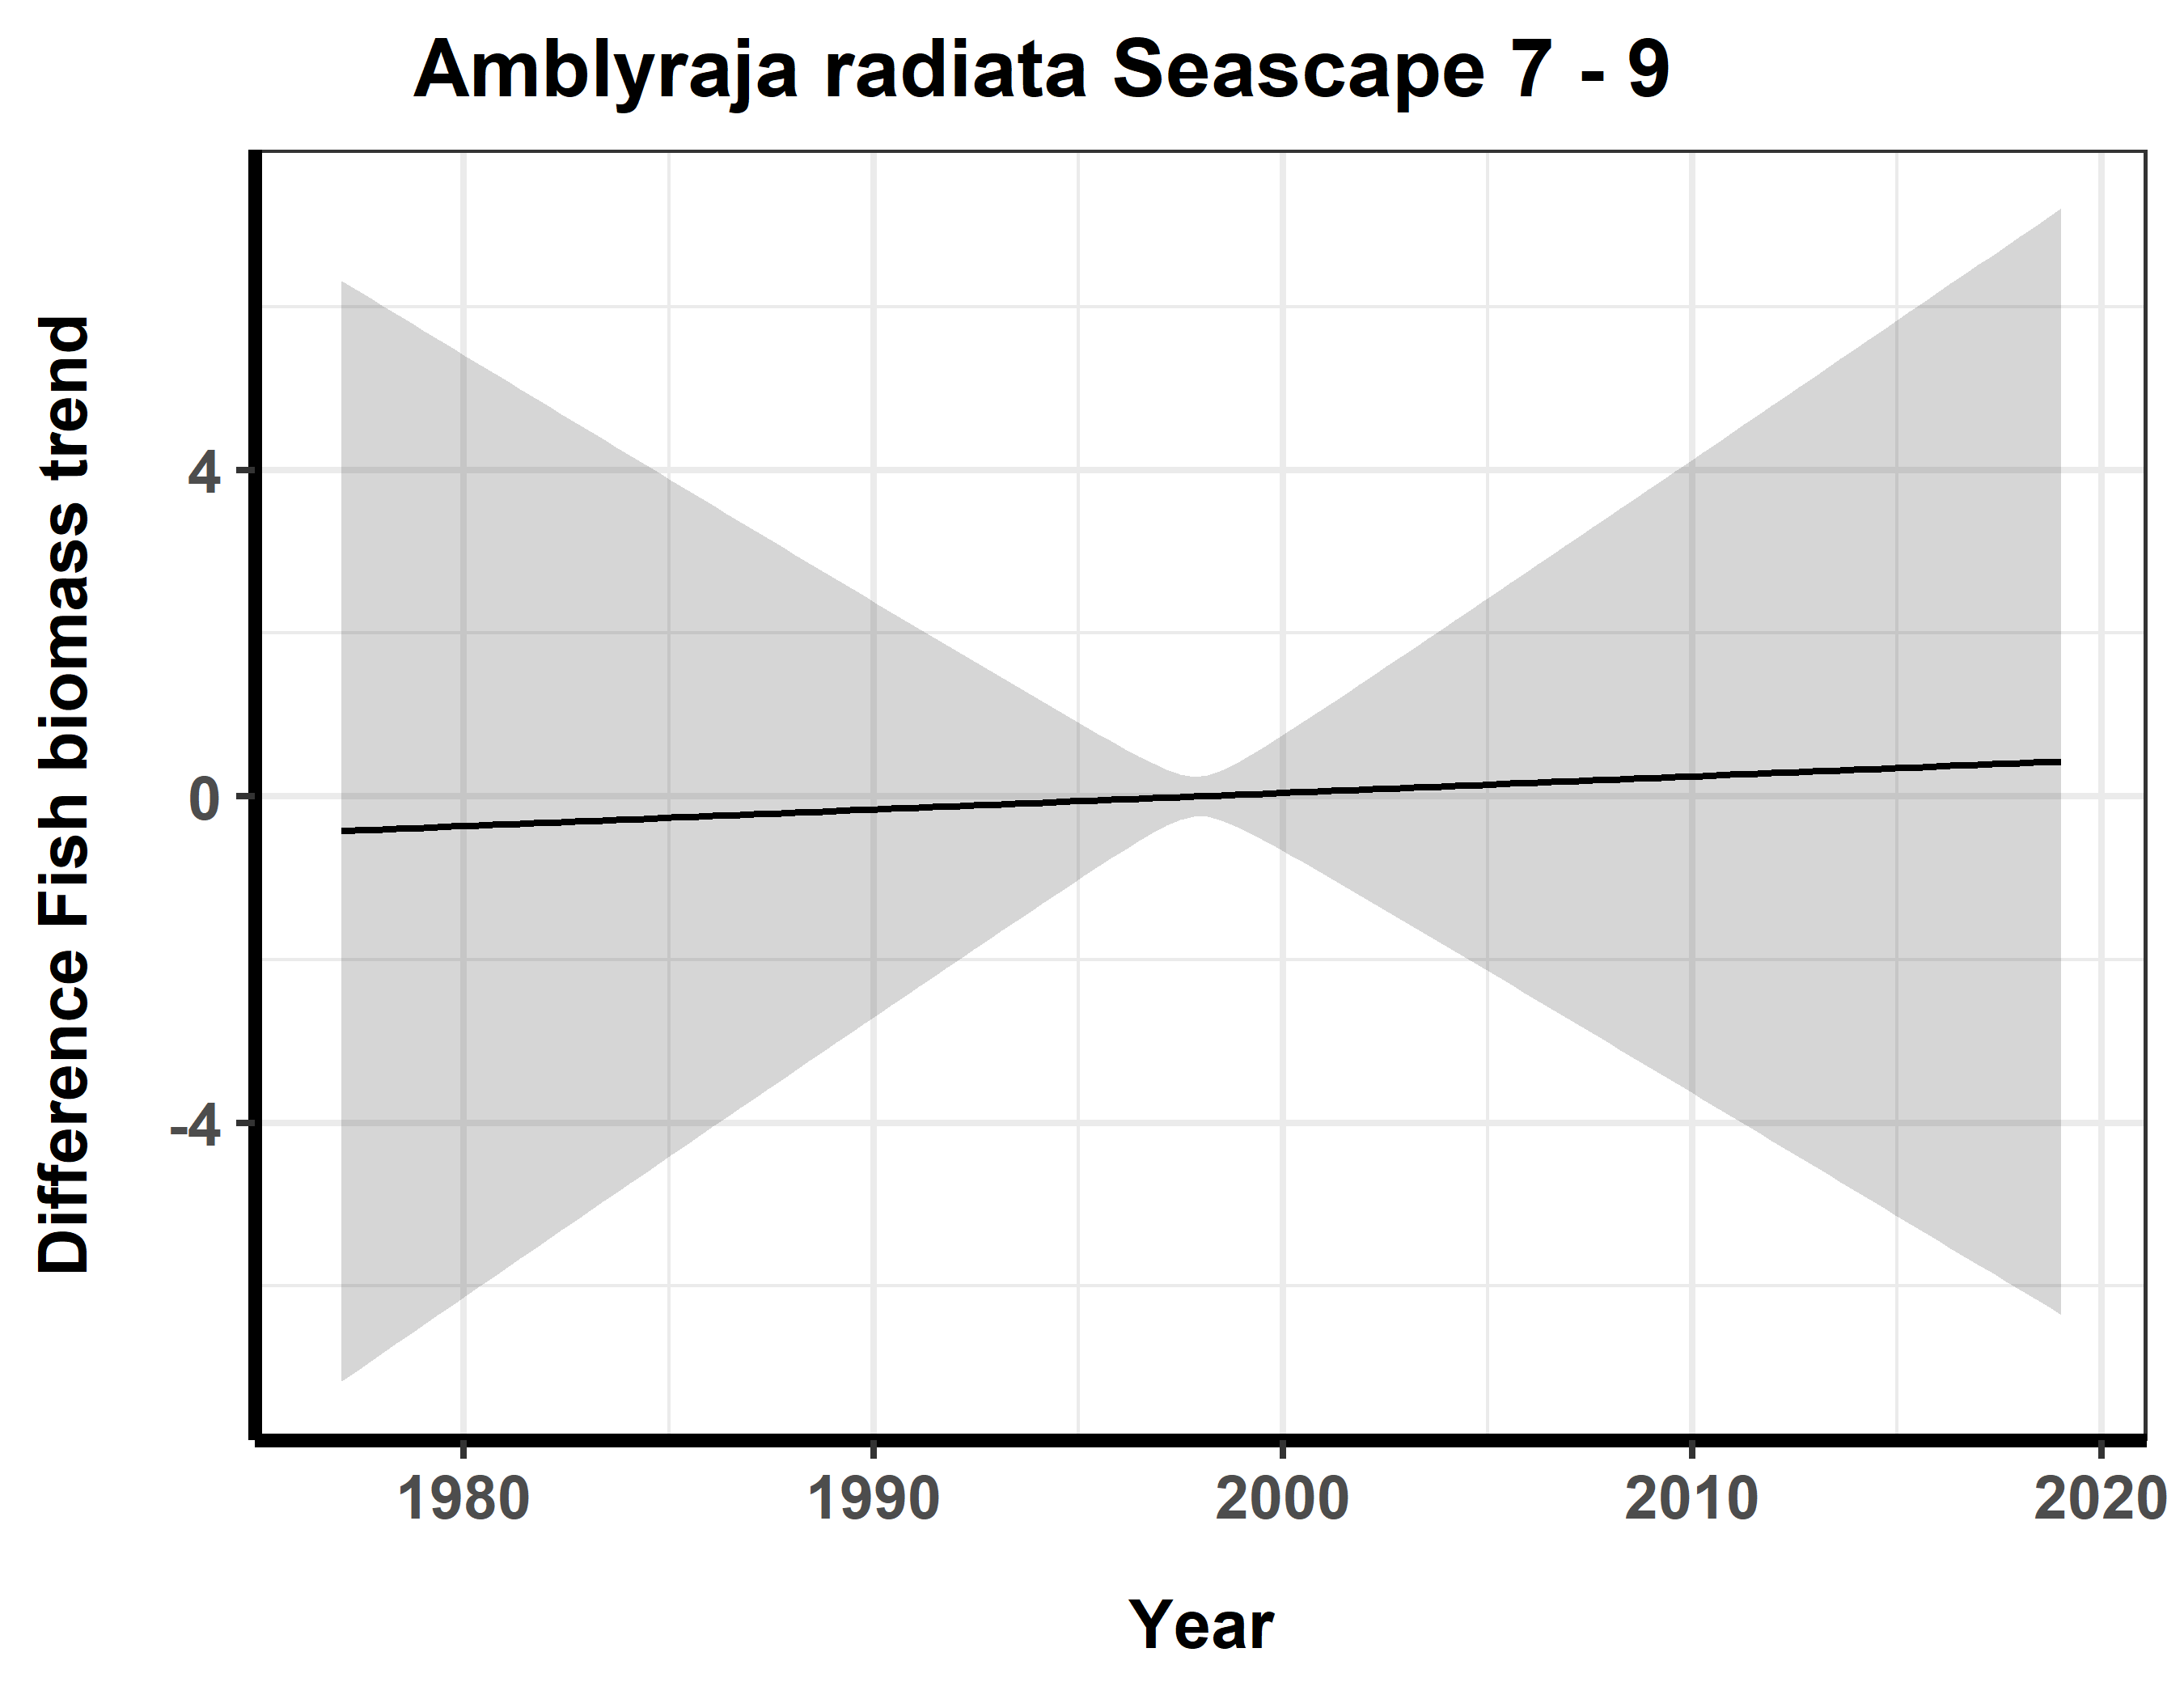 Amblyraja radiata Seascape 7 - 9
Difference Fish biomass trend
4
0
-4
1980 1990 2000 2010 2020
Year